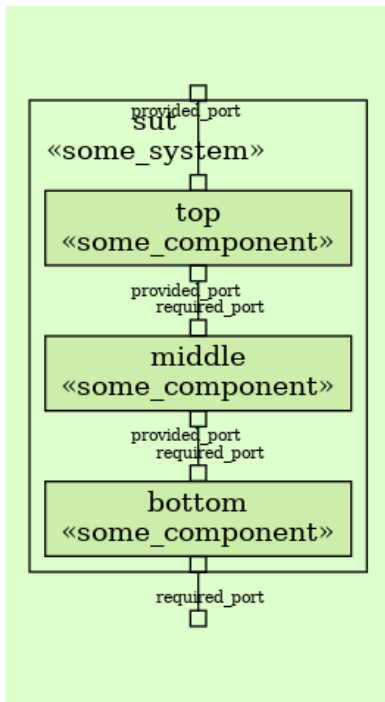 provided_port
sut
«some_system»
top
«some_component»
provided_port
required_port
middle
«some_component»
provided_port
required_port
bottom
«some_component»
required_port